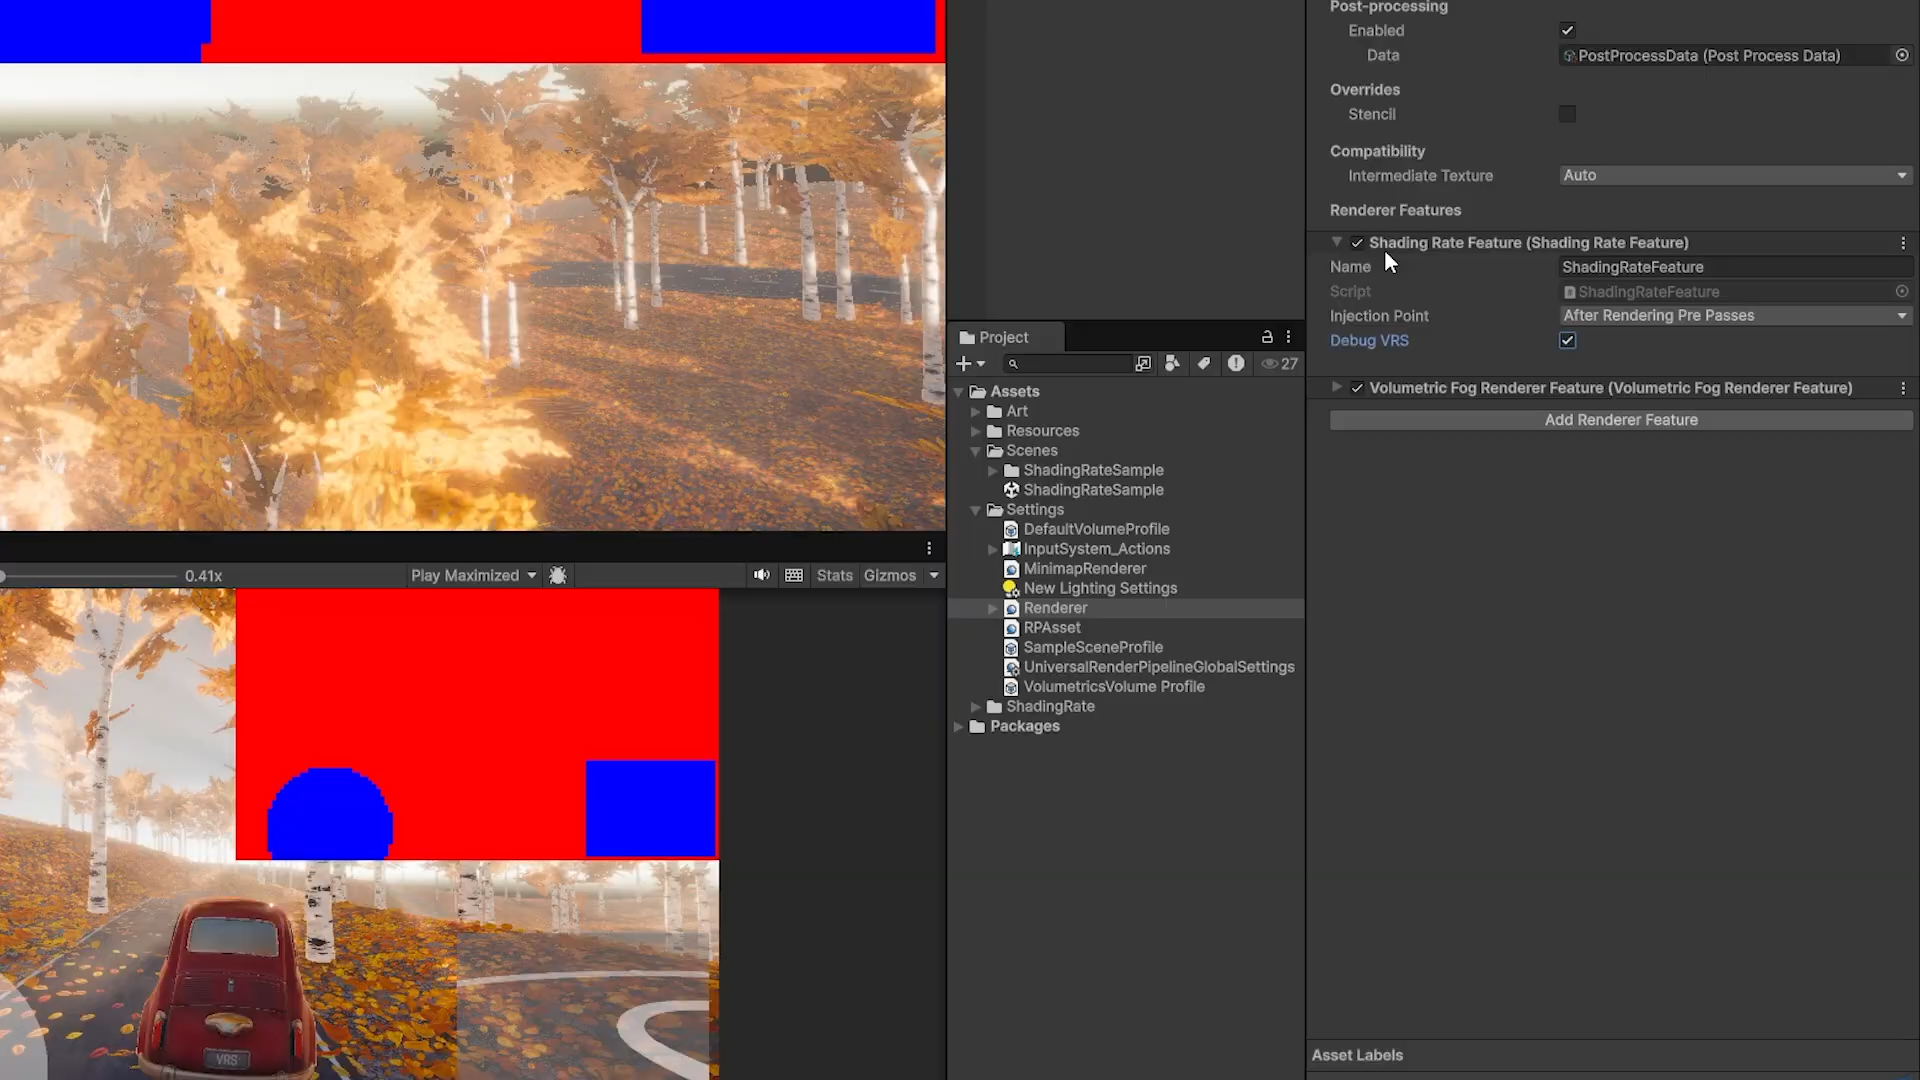 Post-processing
Enabled
Data
PostProcessData (Post Process Data)
Overrides
Stencil
Compatibility
Intermediate Texture
Auto
Renderer Features
Shading Rate Feature (Shading Rate Feature)
Name
ShadingRateFeature
Script
ShadingRateFeature
Injection Point
After Rendering Pre Passes
Debug VRS
Volumetric Fog Renderer Feature (Volumetric Fog Renderer Feature)
Add Renderer Feature
Project
27
Assets
Art
Resources
Scenes
ShadingRateSample
ShadingRateSample
Settings
DefaultVolumeProfile
InputSystem_Actions
MinimapRenderer
New Lighting Settings
Renderer
RPAsset
SampleSceneProfile
UniversalRenderPipelineGlobalSettings
VolumetricsVolume Profile
ShadingRate
Packages
0.41x
Play Maximized
Stats
Gizmos
VRS
Asset Labels